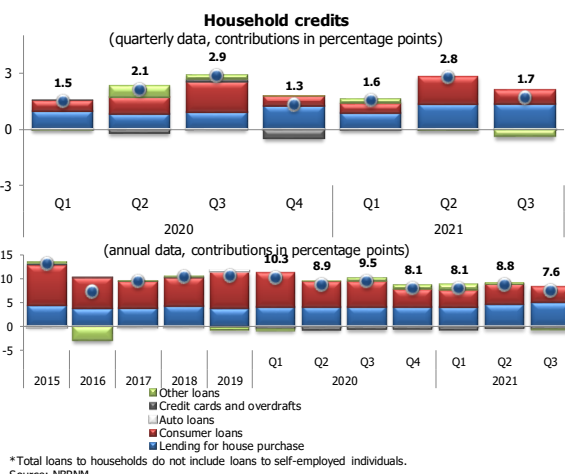 Household credits
(quarterly data, contributions in percentage points)
3
0
-3
1.5
2.1
2.9
1.3
1.6
2.8
1.7
Q1 Q2 Q3 Q4 Q1 Q2 Q3
2020 2021
(annual data, contributions in percentage points)
15
10
5
0
-5
10.3
8.9
9.5
8.1
8.1
8.8
7.6
Q1 Q2 Q3 Q4 Q1 Q2 Q3
2015 2016 2017 2018 2019 2020 2021
Other loans
Credit cards and overdrafts
Auto loans
Consumer loans
Lending for house purchase
*Total loans to households do not include loans to self-employed individuals.
Source: NBRNM